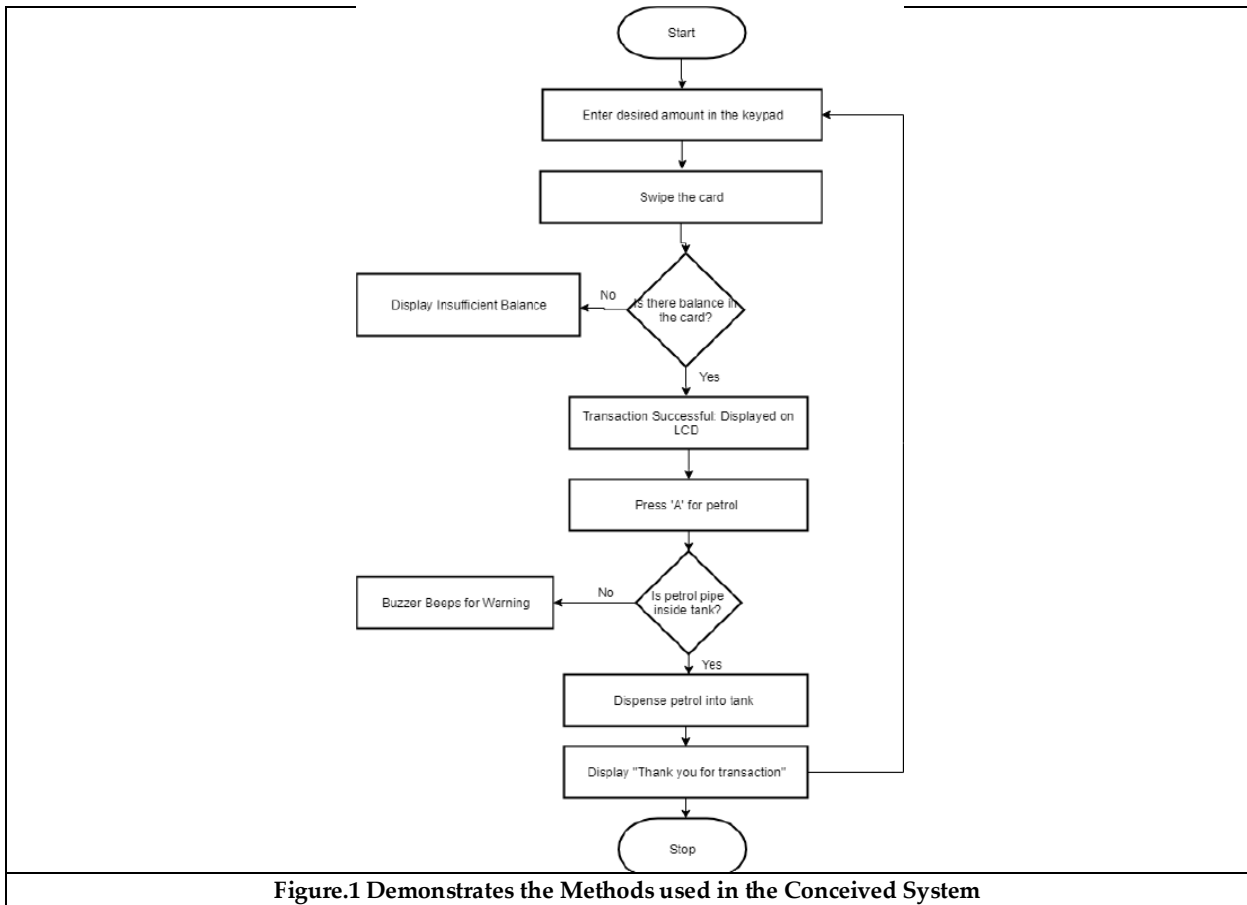 Start
Enter desired amount in the keypad
Swipe the card
Is there balance in
the card?
No
Display Insufficient Balance
Yes
Transaction Successful: Displayed on
LCD
Press 'A' for petrol
Is petrol pipe
inside tank?
No
Buzzer Beeps for Warning
Yes
Dispense petrol into tank
Display "Thank you for transaction"
Stop
Figure.1 Demonstrates the Methods used in the Conceived System